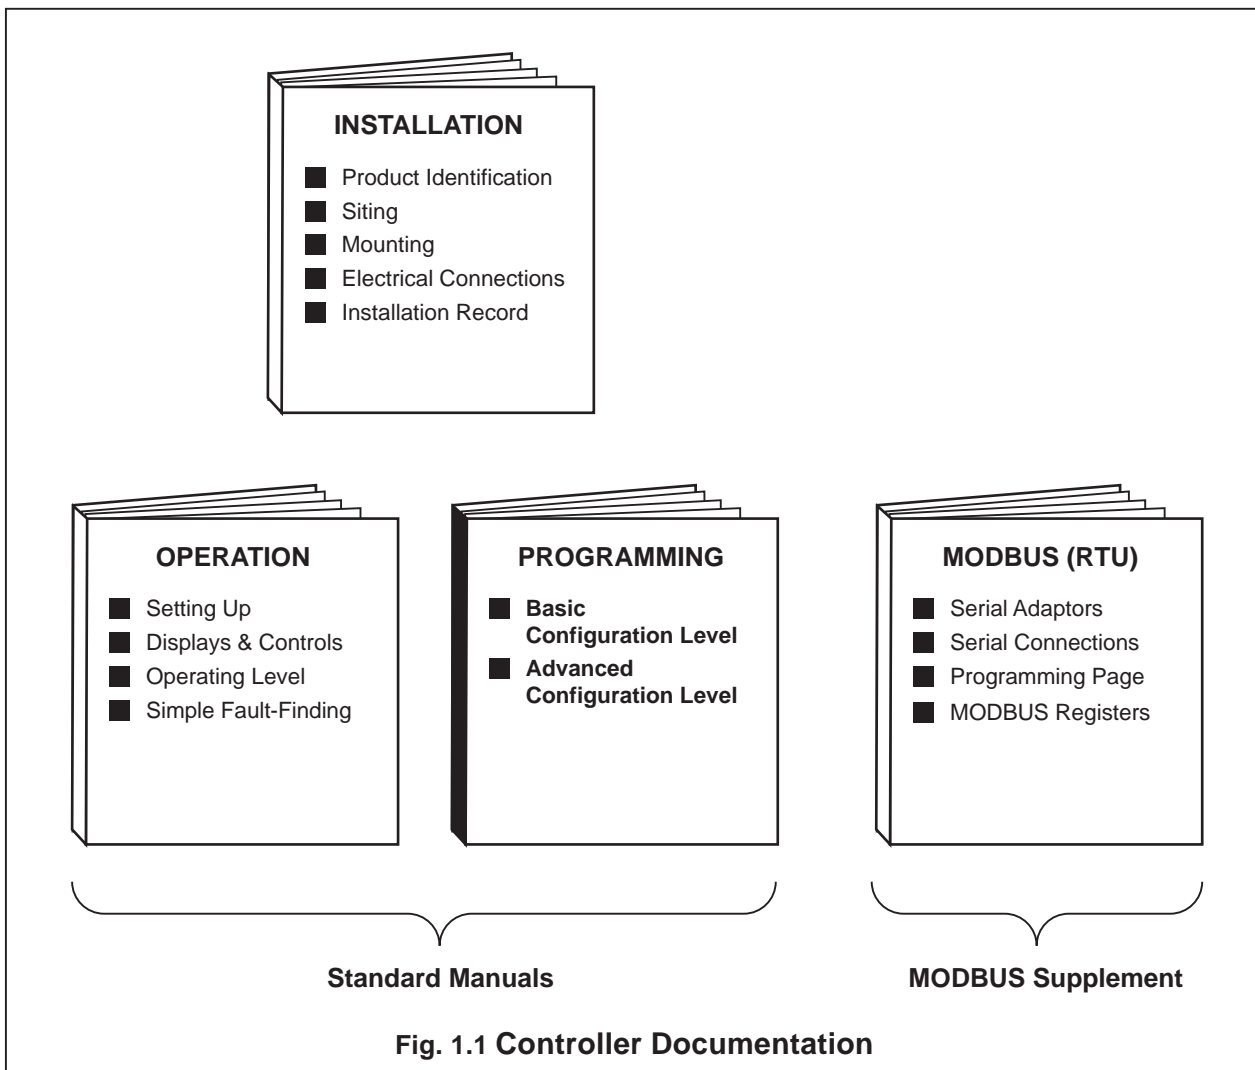 INSTALLATION
Product Identification
Siting
Mounting
Electrical Connections
Installation Record
OPERATION
Setting Up
Displays & Controls
Operating Level
Simple Fault-Finding
PROGRAMMING
Basic
Configuration Level
Advanced
Configuration Level
MODBUS (RTU)
Serial Adaptors
Serial Connections
Programming Page
MODBUS Registers
Standard Manuals
MODBUS Supplement
Fig. 1.1 Controller Documentation